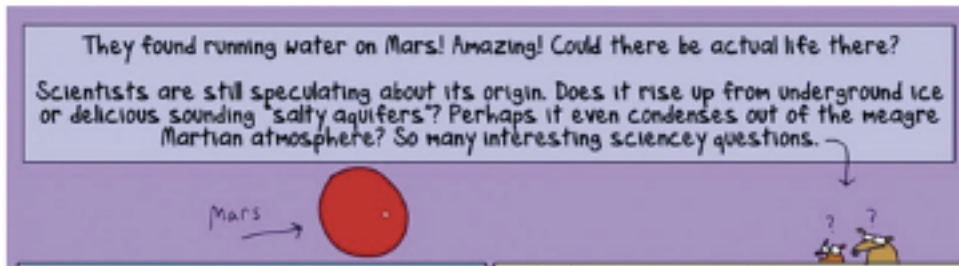 They found running water on Mars! Amazing! Could there be actual life there?
Scientists are still speculating about its origin. Does it rise up from underground ice
or delicious sounding "salty aquifers"? Perhaps it even condenses out of the meagre
Martian atmosphere? So many interesting sciencey questions.
Mars
? ?